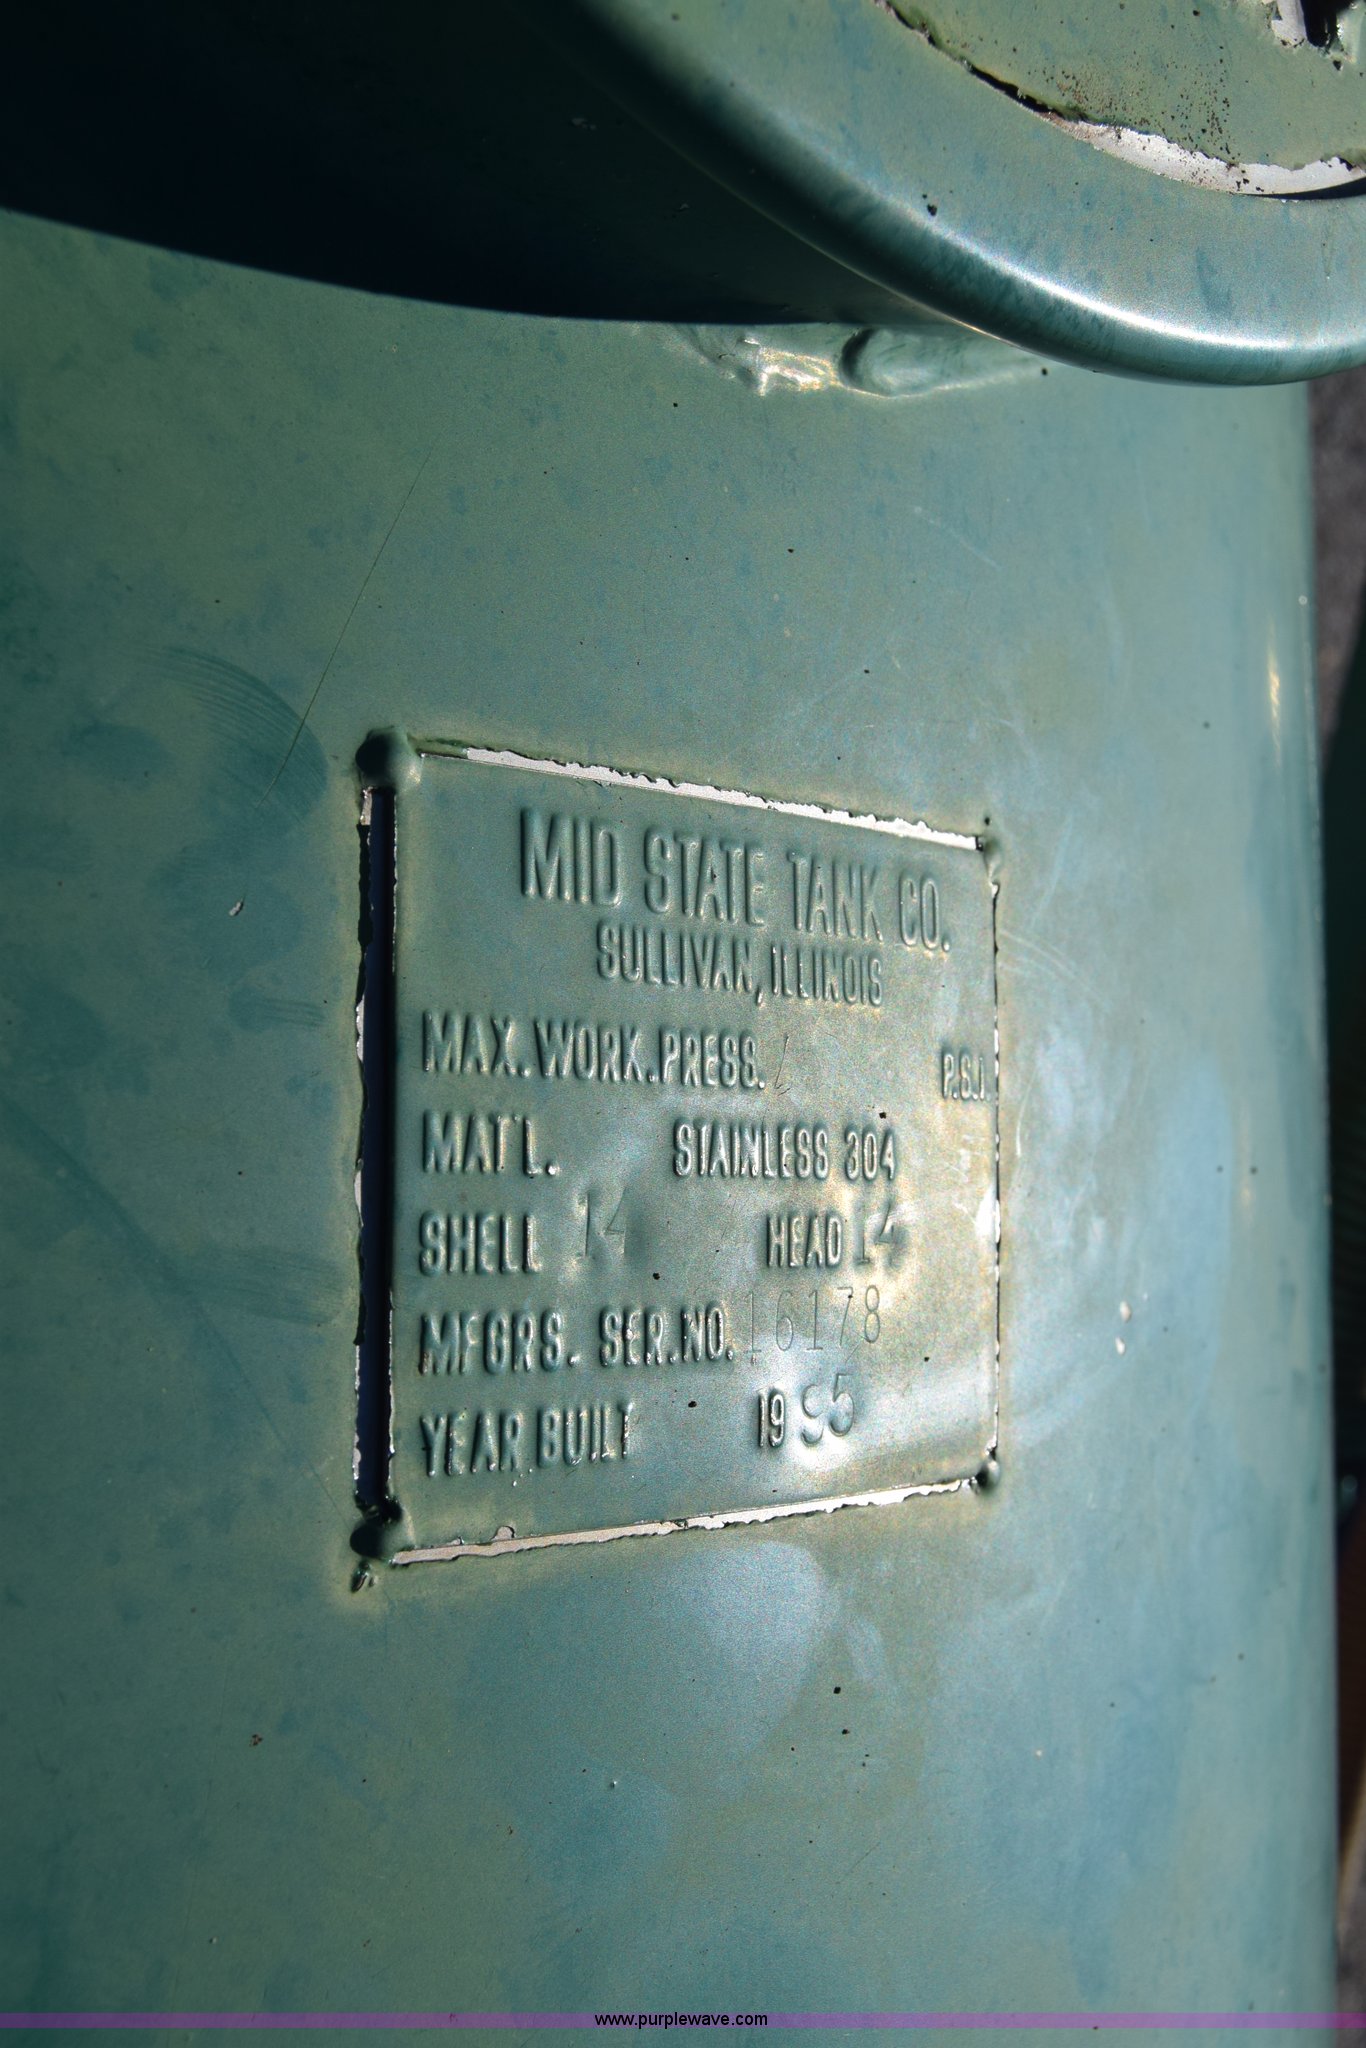 MID STATE TANK CO.
SULLIVAN, ILLINOIS
MAX. WORK. PRESS. P.S.I.
MAT'L. STAINLESS 304
SHELL 14 HEAD 14
MFGRS. SER. NO. 16178
YEAR BUILT 1995
www.purplewave.com